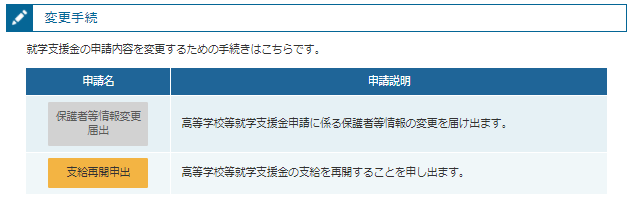 変更手続
就学支援金の申請内容を変更するための手続きはこちらです。
申請名 申請説明
保護者等情報変更
届出
高等学校等就学支援金申請に係る保護者等情報の変更を届け出ます。
支給再開申出 高等学校等就学支援金の支給を再開することを申し出ます。